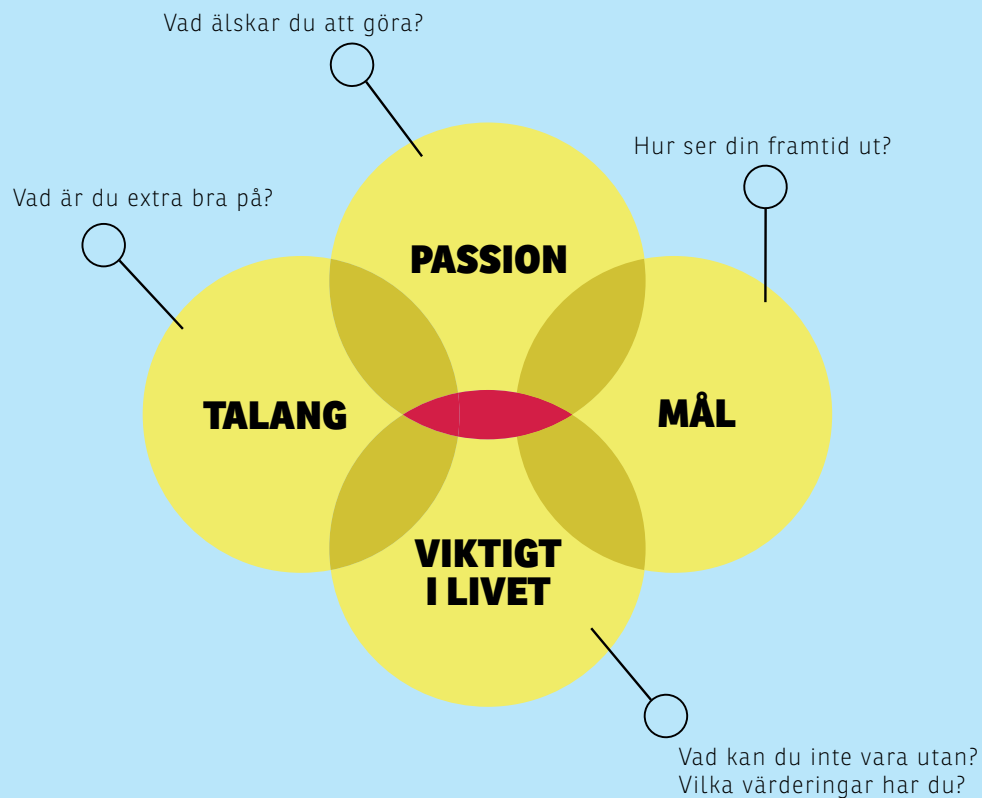 Vad älskar du att göra?
Hur ser din framtid ut?
Vad är du extra bra på?
PASSION
TALANG
MÅL
VIKTIGT
I LIVET
Vad kan du inte vara utan?
Vilka värderingar har du?